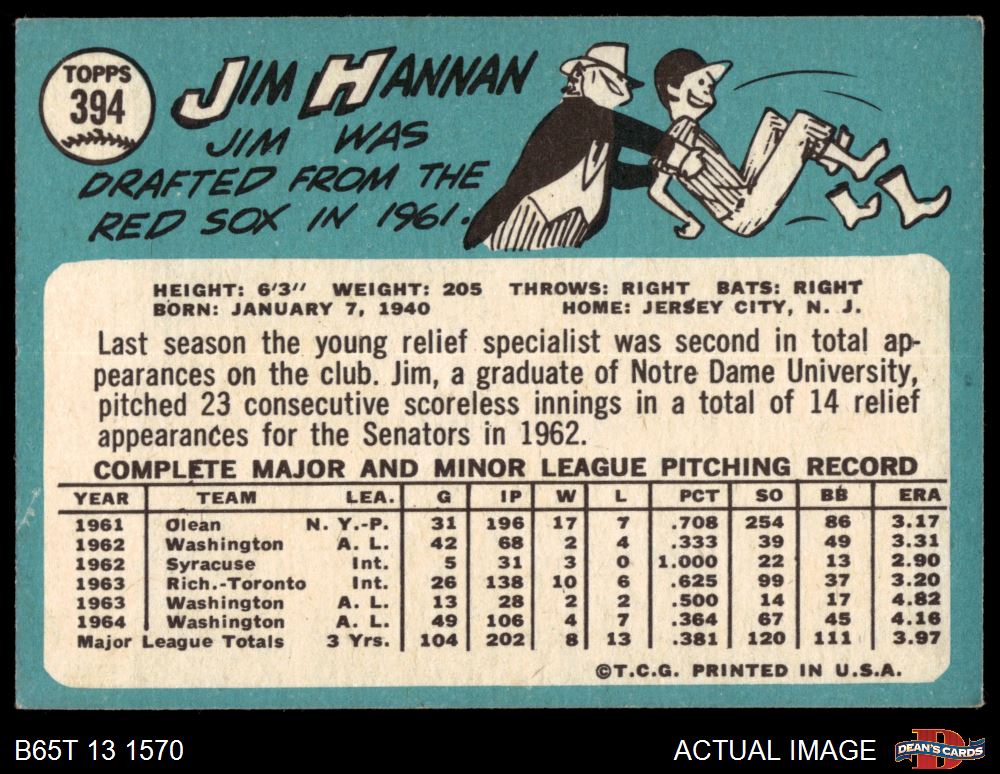 TOPPS
394
JIM HANNAN
JIM WAS
DRAFTED FROM THE
RED SOX IN 1961.
HEIGHT: 6'3" WEIGHT: 205 THROWS: RIGHT BATS: RIGHT
BORN: JANUARY 7, 1940 HOME: JERSEY CITY, N. J.
Last season the young relief specialist was second in total ap-
pearances on the club. Jim, a graduate of Notre Dame University,
pitched 23 consecutive scoreless innings in a total of 14 relief
appearances for the Senators in 1962.
COMPLETE MAJOR AND MINOR LEAGUE PITCHING RECORD
YEAR TEAM LEA. G IP W L PCT SO BB ERA
1961 Olean N. Y.-P. 31 196 17 7 .708 254 86 3.17
1962 Washington A. L. 42 68 2 4 .333 39 49 3.31
1962 Syracuse Int. 5 31 3 0 1.000 22 13 2.90
1963 Rich.-Toronto Int. 26 138 10 6 .625 99 37 3.20
1963 Washington A. L. 13 28 2 2 .500 14 17 4.82
1964 Washington A. L. 49 106 4 7 .364 67 45 4.16
Major League Totals 3 Yrs. 104 202 8 13 .381 120 111 3.97
©T.C.G. PRINTED IN U.S.A.
B65T 13 1570 ACTUAL IMAGE DEAN'S CARDS